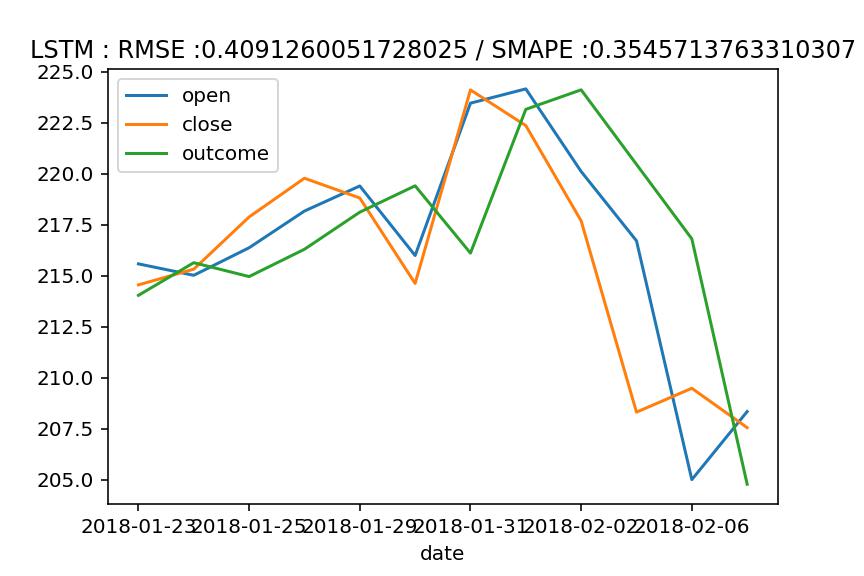 LSTM : RMSE :0.4091260051728025 / SMAPE :0.3545713763310307
225.0
222.5
220.0
217.5
215.0
212.5
210.0
207.5
205.0
open
close
outcome
2018-01-23 2018-01-25 2018-01-29 2018-01-31 2018-02-02 2018-02-06
date